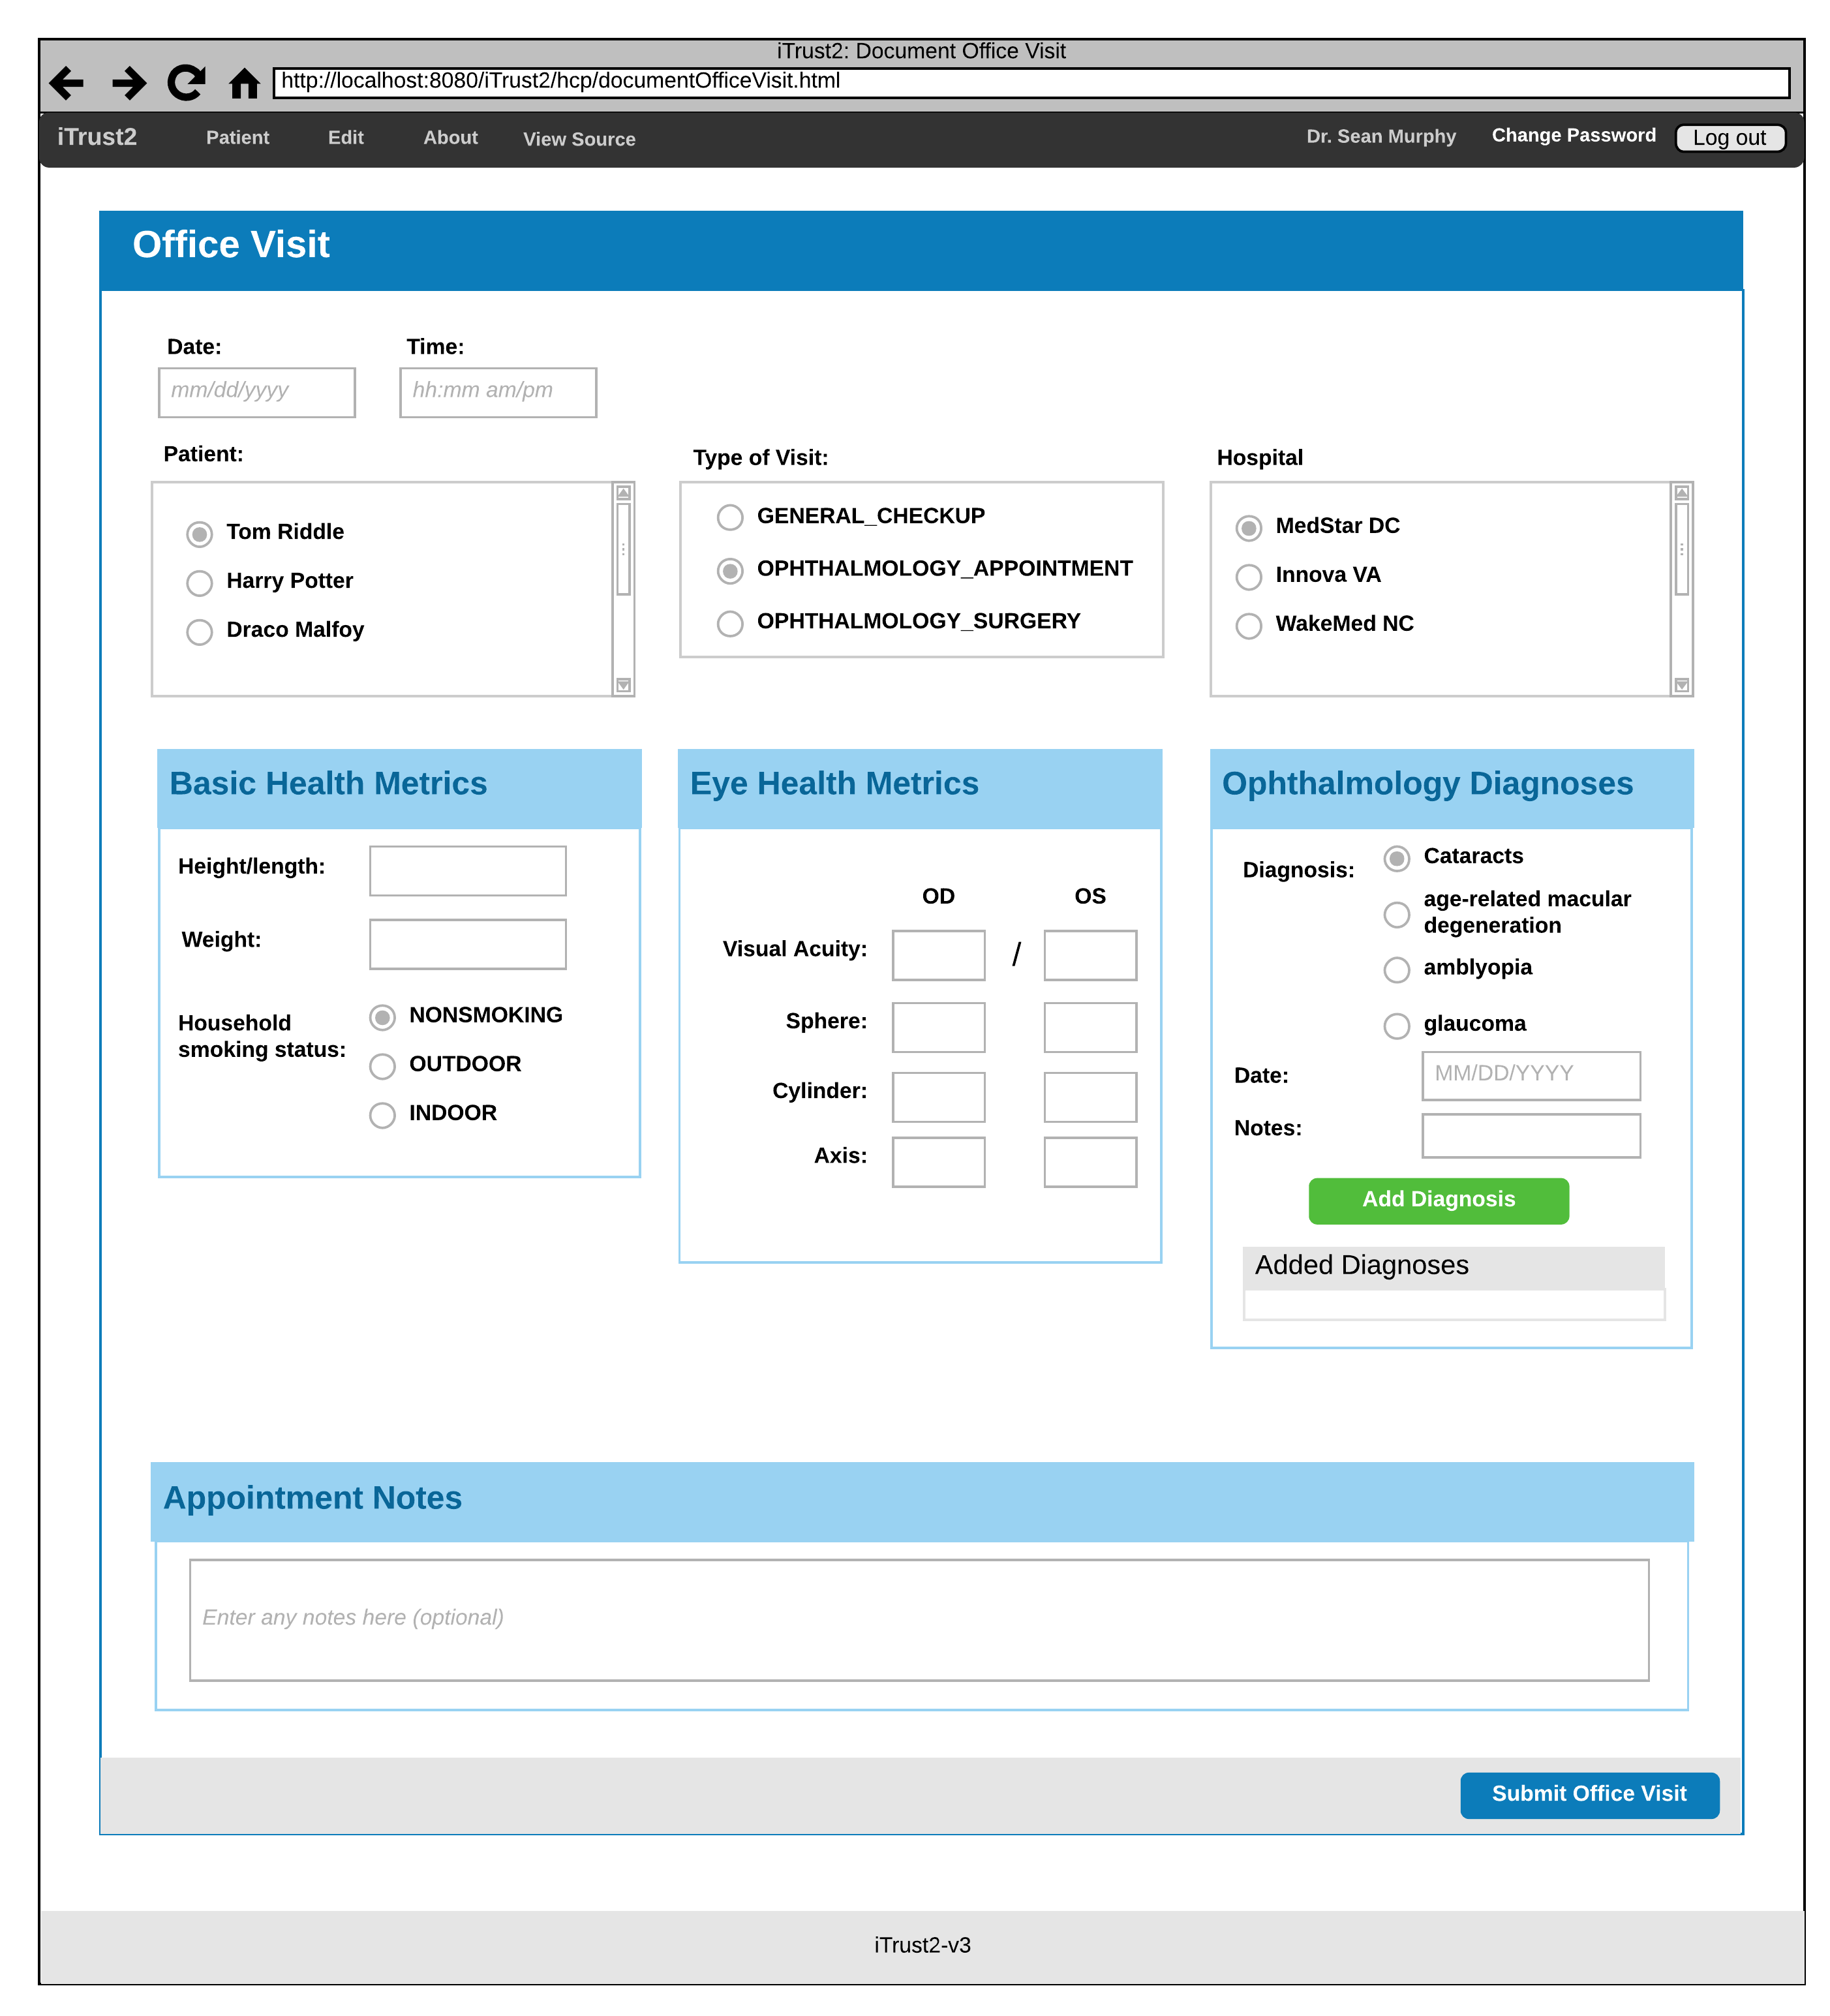 iTrust2: Document Office Visit
http://localhost:8080/iTrust2/hcp/documentOfficeVisit.html
iTrust2 Patient Edit About View Source Dr. Sean Murphy Change Password Log out
Office Visit
Date: Time:
mm/dd/yyyy hh:mm am/pm
Patient:
Tom Riddle
Harry Potter
Draco Malfoy
Type of Visit:
GENERAL_CHECKUP
OPHTHALMOLOGY_APPOINTMENT
OPHTHALMOLOGY_SURGERY
Hospital
MedStar DC
Innova VA
WakeMed NC
Basic Health Metrics
Height/length:
Weight:
Household
smoking status:
NONSMOKING
OUTDOOR
INDOOR
Eye Health Metrics
OD OS
Visual Acuity: /
Sphere:
Cylinder:
Axis:
Ophthalmology Diagnoses
Diagnosis:
Cataracts
age-related macular
degeneration
amblyopia
glaucoma
Date: MM/DD/YYYY
Notes:
Add Diagnosis
Added Diagnoses
Appointment Notes
Enter any notes here (optional)
Submit Office Visit
iTrust2-v3